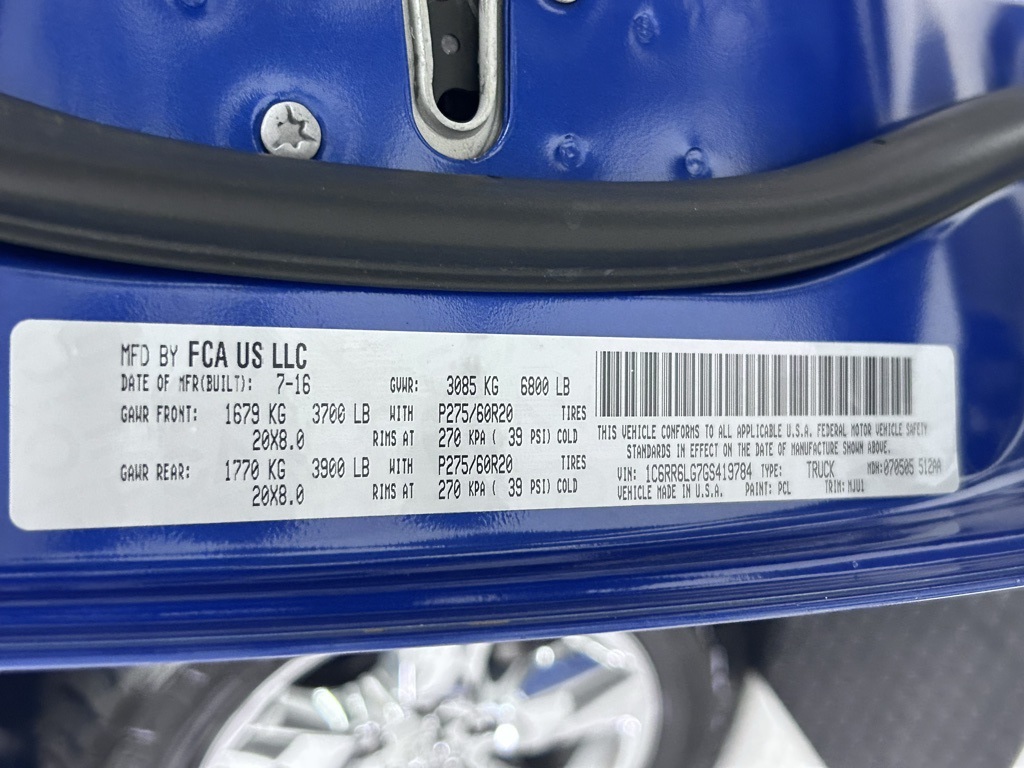 MFD BY FCA US LLC
DATE OF MFR(BUILT): 7-16 GVWR: 3085 KG 6800 LB
GAWR FRONT: 1679 KG 3700 LB WITH P275/60R20 TIRES
20X8.0 RIMS AT 270 KPA ( 39 PSI) COLD
GAWR REAR: 1770 KG 3900 LB WITH P275/60R20 TIRES
20X8.0 RIMS AT 270 KPA ( 39 PSI) COLD
THIS VEHICLE CONFORMS TO ALL APPLICABLE U.S.A. FEDERAL MOTOR VEHICLE SAFETY
STANDARDS IN EFFECT ON THE DATE OF MANUFACTURE SHOWN ABOVE.
VIN: 1C6RR6LG7GS419784 TYPE: TRUCK MDH: 070505 512AA
VEHICLE MADE IN U.S.A. PAINT: PCL TRIM: MJU1